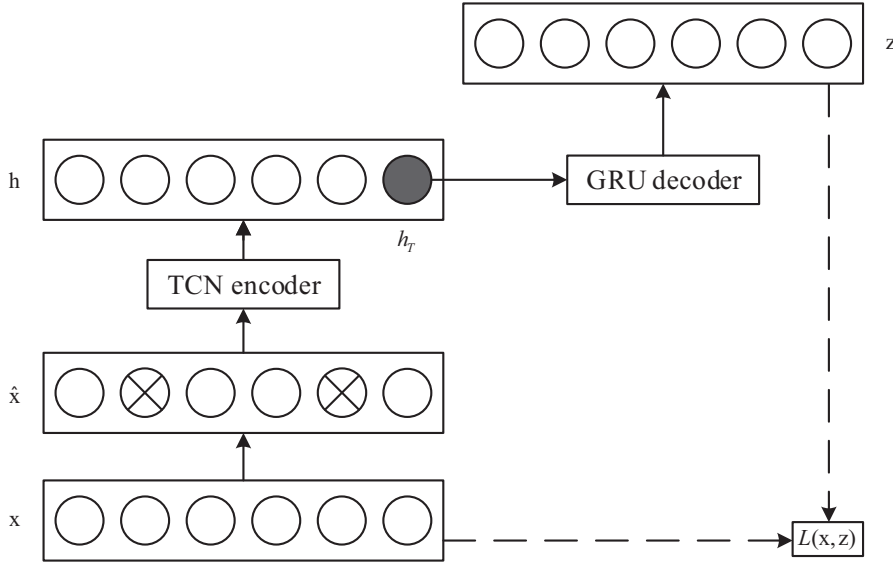 z
h
GRU decoder
h_T
TCN encoder
x̂
x
L(x, z)